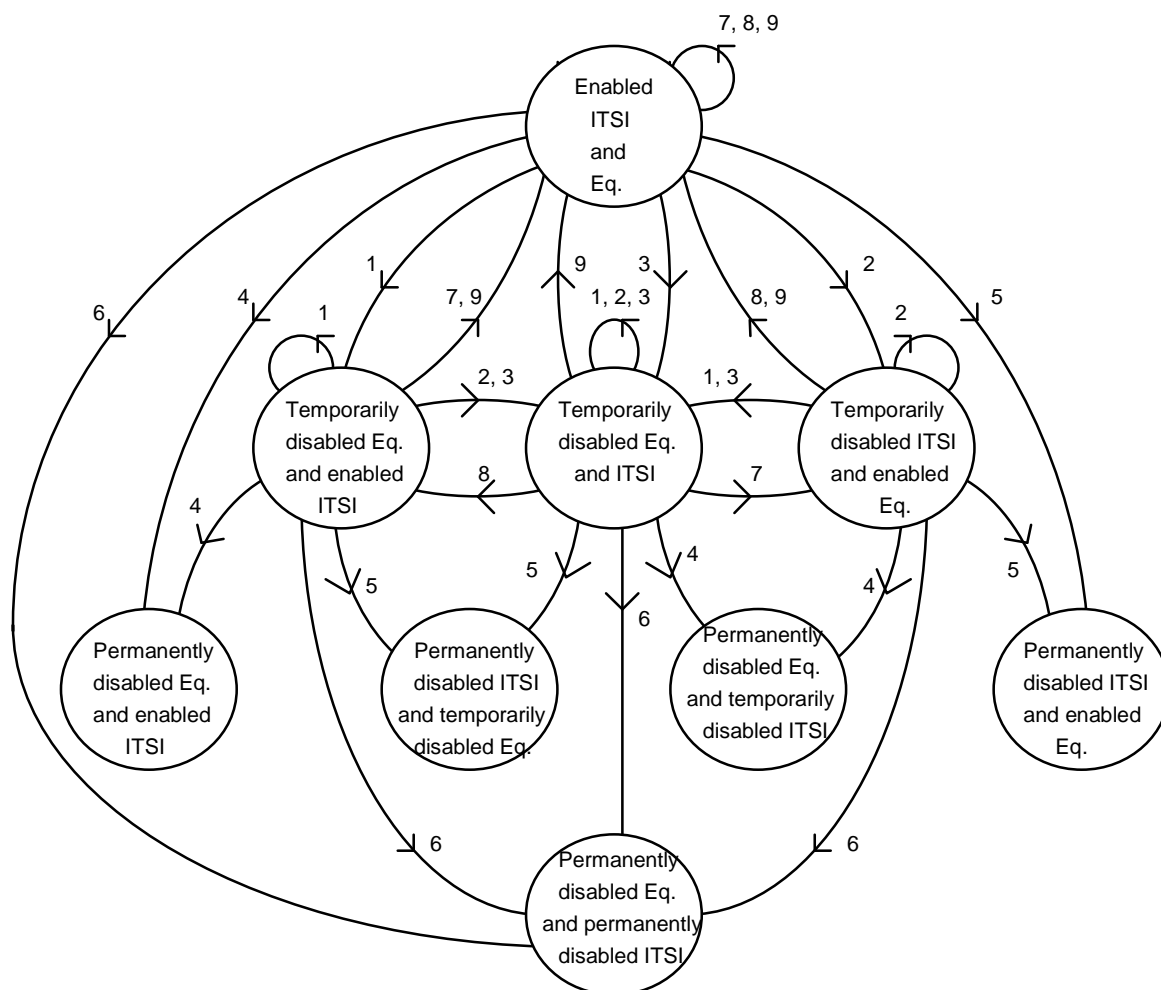 7, 8, 9
Enabled
ITSI
and
Eq.
6
4
1
7, 9
9
3
8, 9
2
5
1
1, 2, 3
2
2, 3
1, 3
Temporarily
disabled Eq.
and enabled
ITSI
Temporarily
disabled Eq.
and ITSI
Temporarily
disabled ITSI
and enabled
Eq.
8
7
4
5
5
4
4
5
6
Permanently
disabled Eq.
and enabled
ITSI
Permanently
disabled ITSI
and temporarily
disabled Eq.
Permanently
disabled Eq.
and temporarily
disabled ITSI
Permanently
disabled ITSI
and enabled
Eq.
6
6
Permanently
disabled Eq.
and permanently
disabled ITSI